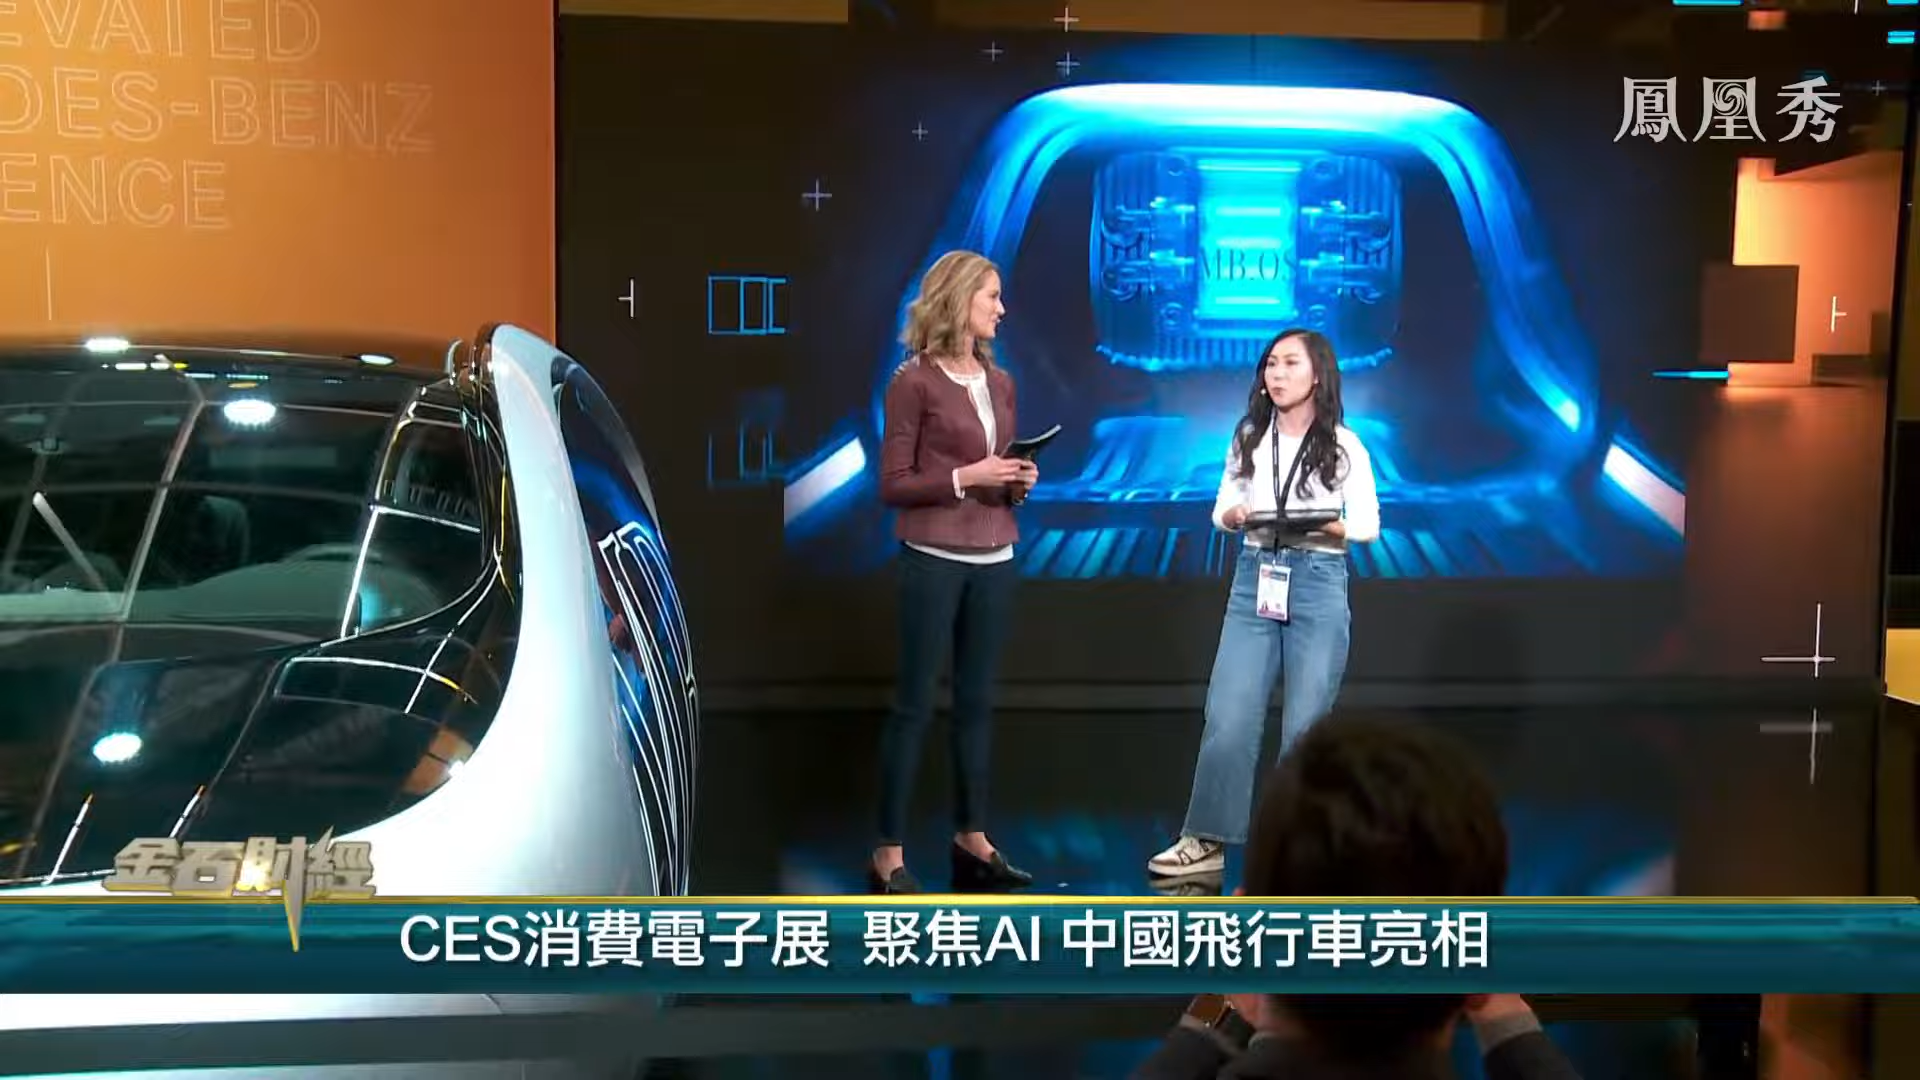 EVATED
DES-BENZ
ENCE
鳳凰秀
MB.OS
金石財經
CES消費電子展 聚焦AI 中國飛行車亮相